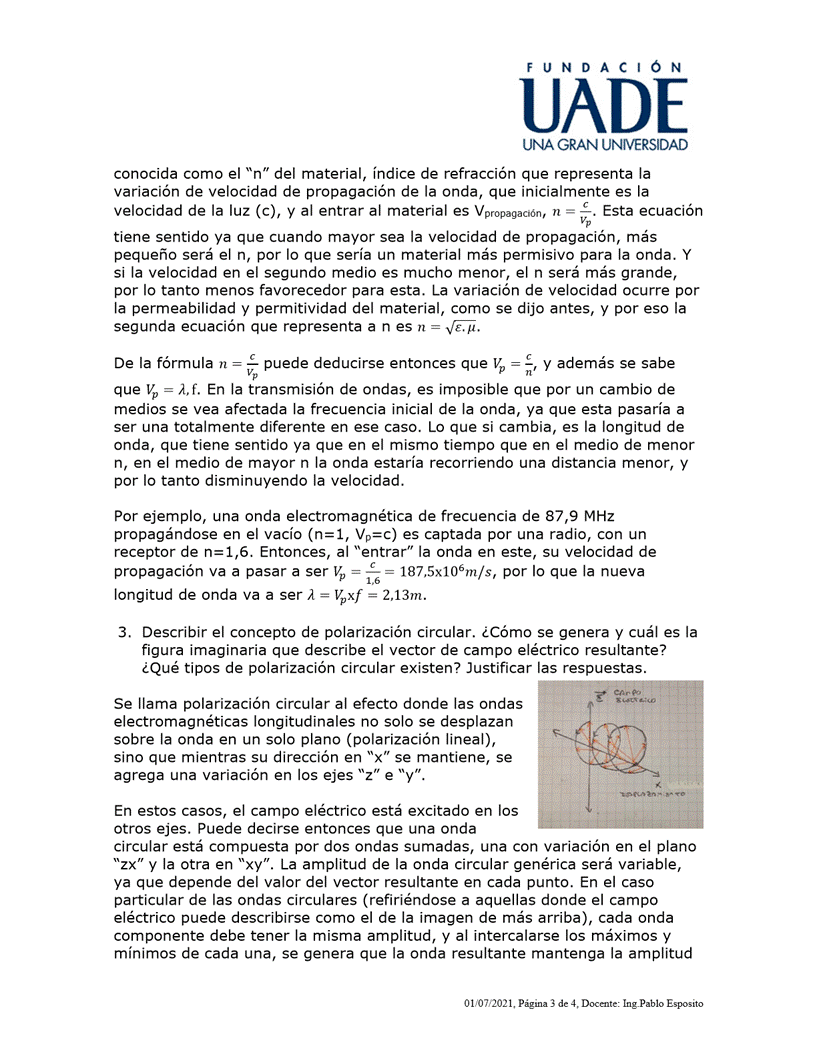 FUNDACIÓN
UADE
UNA GRAN UNIVERSIDAD
conocida como el “n” del material, índice de refracción que representa la
variación de velocidad de propagación de la onda, que inicialmente es la
velocidad de la luz (c), y al entrar al material es Vpropagación, n = c/Vp. Esta ecuación
tiene sentido ya que cuando mayor sea la velocidad de propagación, más
pequeño será el n, por lo que sería un material más permisivo para la onda. Y
si la velocidad en el segundo medio es mucho menor, el n será más grande,
por lo tanto menos favorecedor para esta. La variación de velocidad ocurre por
la permeabilidad y permitividad del material, como se dijo antes, y por eso la
segunda ecuación que representa a n es n = √ε.μ.
De la fórmula n = c/Vp puede deducirse entonces que Vp = c/n, y además se sabe
que Vp = λ, f. En la transmisión de ondas, es imposible que por un cambio de
medios se vea afectada la frecuencia inicial de la onda, ya que esta pasaría a
ser una totalmente diferente en ese caso. Lo que si cambia, es la longitud de
onda, que tiene sentido ya que en el mismo tiempo que en el medio de menor
n, en el medio de mayor n la onda estaría recorriendo una distancia menor, y
por lo tanto disminuyendo la velocidad.
Por ejemplo, una onda electromagnética de frecuencia de 87,9 MHz
propagándose en el vacío (n=1, Vp=c) es captada por una radio, con un
receptor de n=1,6. Entonces, al “entrar” la onda en este, su velocidad de
propagación va a pasar a ser Vp = c/1,6 = 187,5x10⁶m/s, por lo que la nueva
longitud de onda va a ser λ = Vpxf = 2,13m.
3. Describir el concepto de polarización circular. ¿Cómo se genera y cuál es la
figura imaginaria que describe el vector de campo eléctrico resultante?
¿Qué tipos de polarización circular existen? Justificar las respuestas.
Se llama polarización circular al efecto donde las ondas
electromagnéticas longitudinales no solo se desplazan
sobre la onda en un solo plano (polarización lineal),
sino que mientras su dirección en “x” se mantiene, se
agrega una variación en los ejes “z” e “y”.
E CAMPO
ELECTRICO
X
DESPLAZAMIENTO
En estos casos, el campo eléctrico está excitado en los
otros ejes. Puede decirse entonces que una onda
circular está compuesta por dos ondas sumadas, una con variación en el plano
“zx” y la otra en “xy”. La amplitud de la onda circular genérica será variable,
ya que depende del valor del vector resultante en cada punto. En el caso
particular de las ondas circulares (refiriéndose a aquellas donde el campo
eléctrico puede describirse como el de la imagen de más arriba), cada onda
componente debe tener la misma amplitud, y al intercalarse los máximos y
mínimos de cada una, se genera que la onda resultante mantenga la amplitud
01/07/2021, Página 3 de 4, Docente: Ing.Pablo Esposito